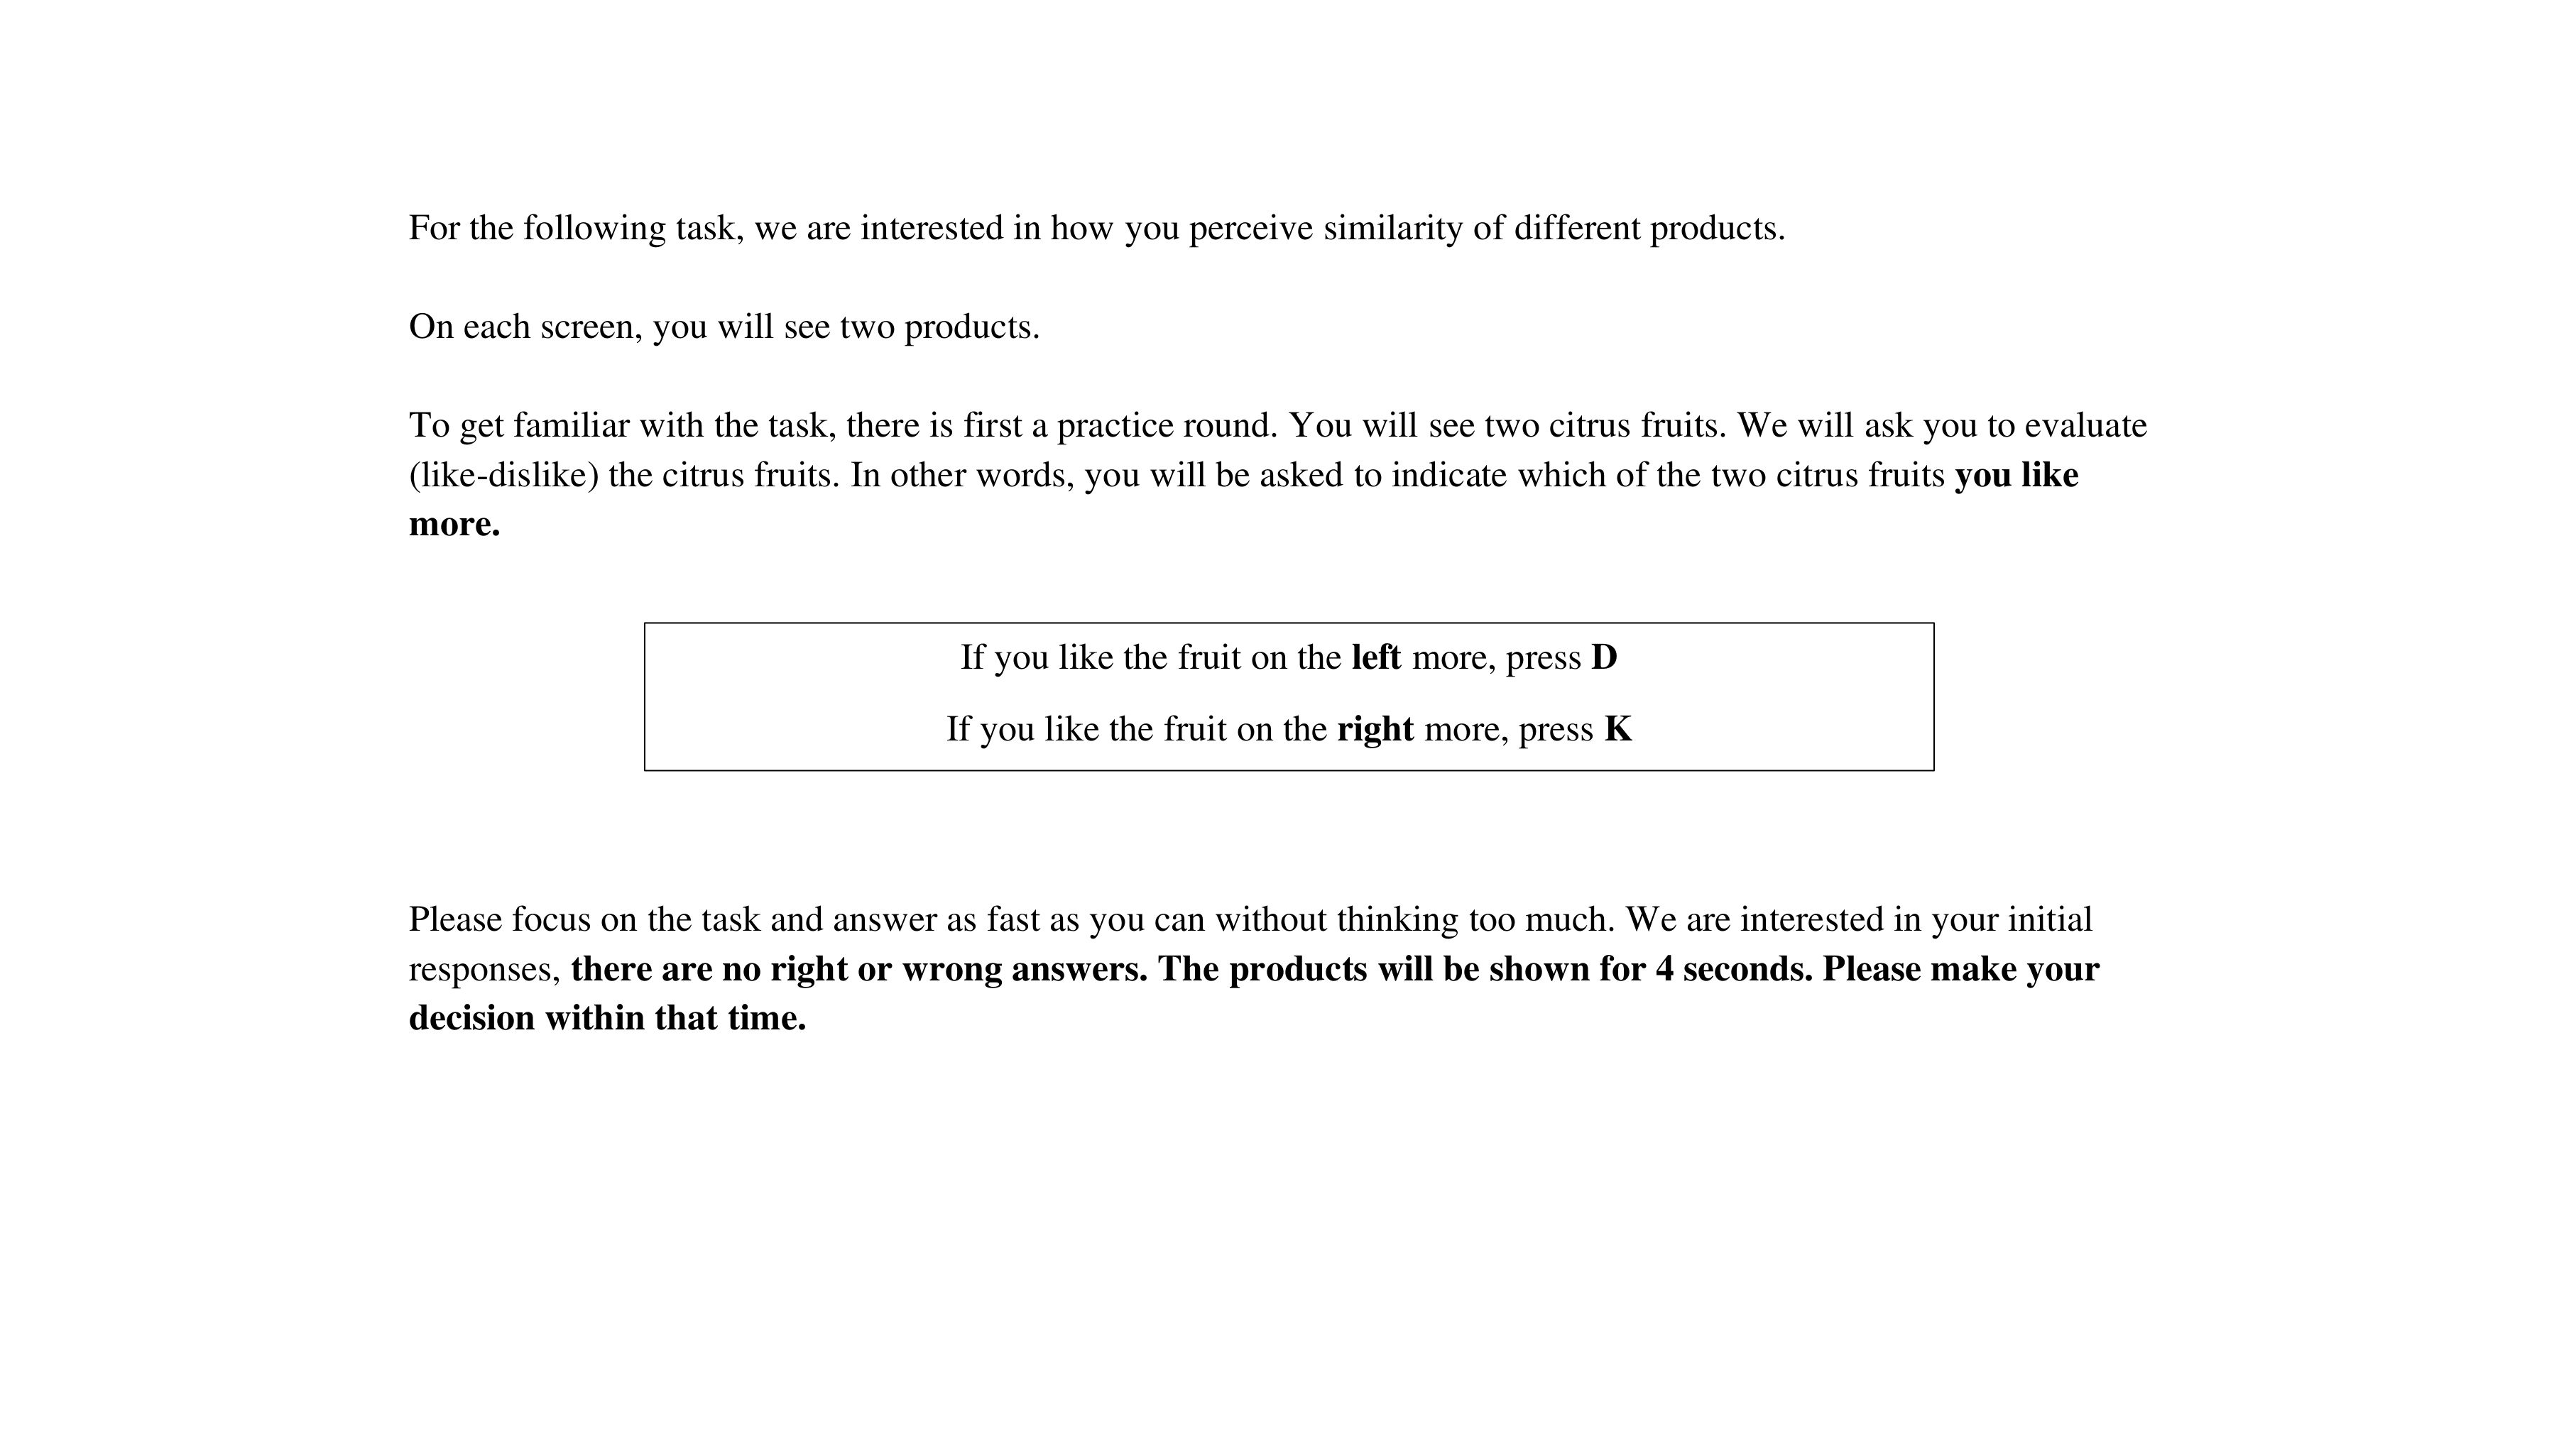 For the following task, we are interested in how you perceive similarity of different products.
On each screen, you will see two products.
To get familiar with the task, there is first a practice round. You will see two citrus fruits. We will ask you to evaluate
(like-dislike) the citrus fruits. In other words, you will be asked to indicate which of the two citrus fruits you like
more.
If you like the fruit on the left more, press D
If you like the fruit on the right more, press K
Please focus on the task and answer as fast as you can without thinking too much. We are interested in your initial
responses, there are no right or wrong answers. The products will be shown for 4 seconds. Please make your
decision within that time.